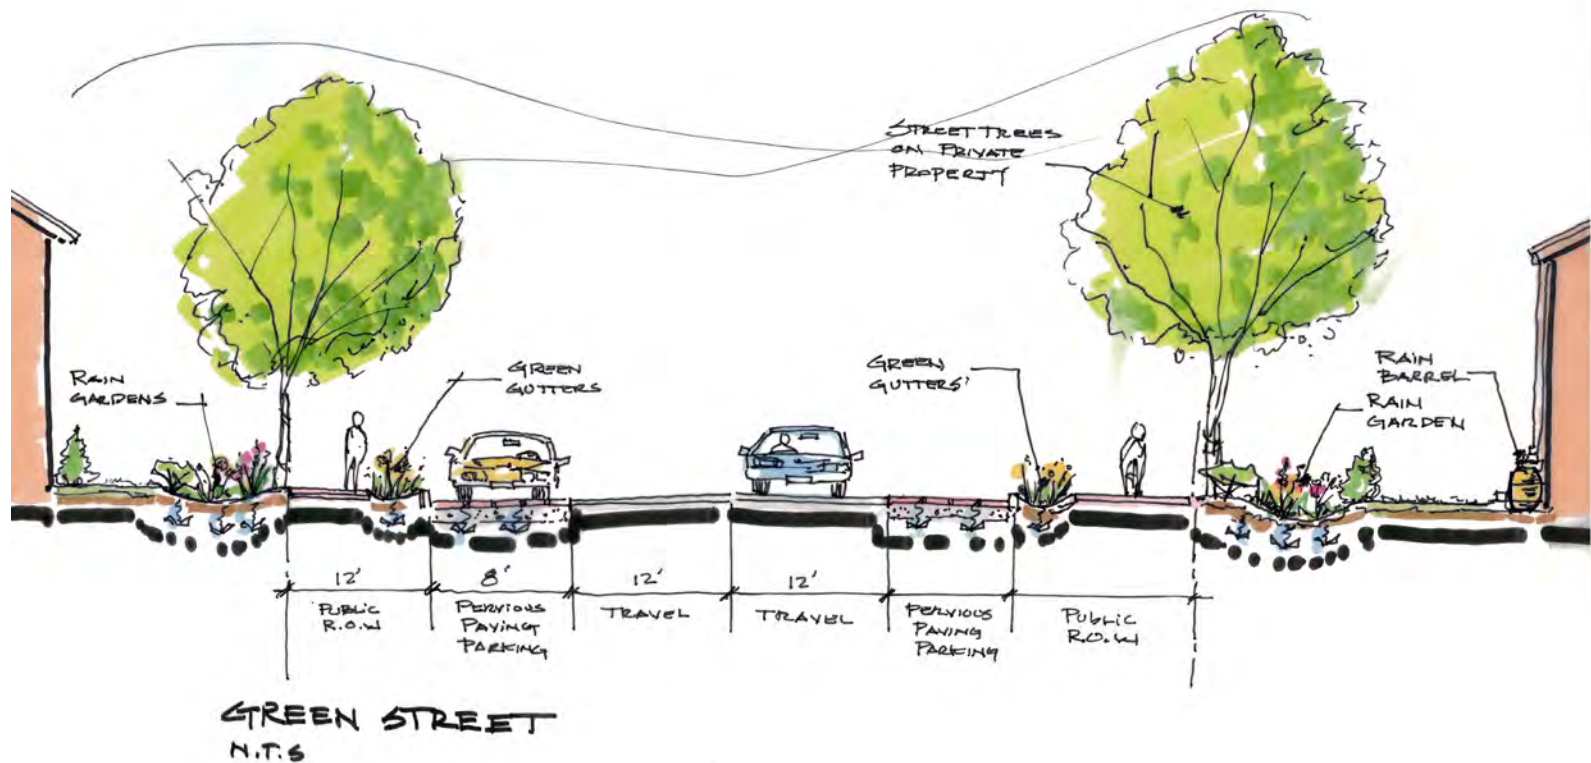 STREET TREES
ON PRIVATE
PROPERTY
RAIN
GARDENS
GREEN
GUTTERS
GREEN
GUTTERS'
RAIN
BARREL
RAIN
GARDEN
12'
8'
12'
12'
PUBLIC
R.O.W
PERVIOUS
PAVING
PARKING
TRAVEL
TRAVEL
PERVIOUS
PAVING
PARKING
PUBLIC
R.O.W
GREEN STREET
N.T.S